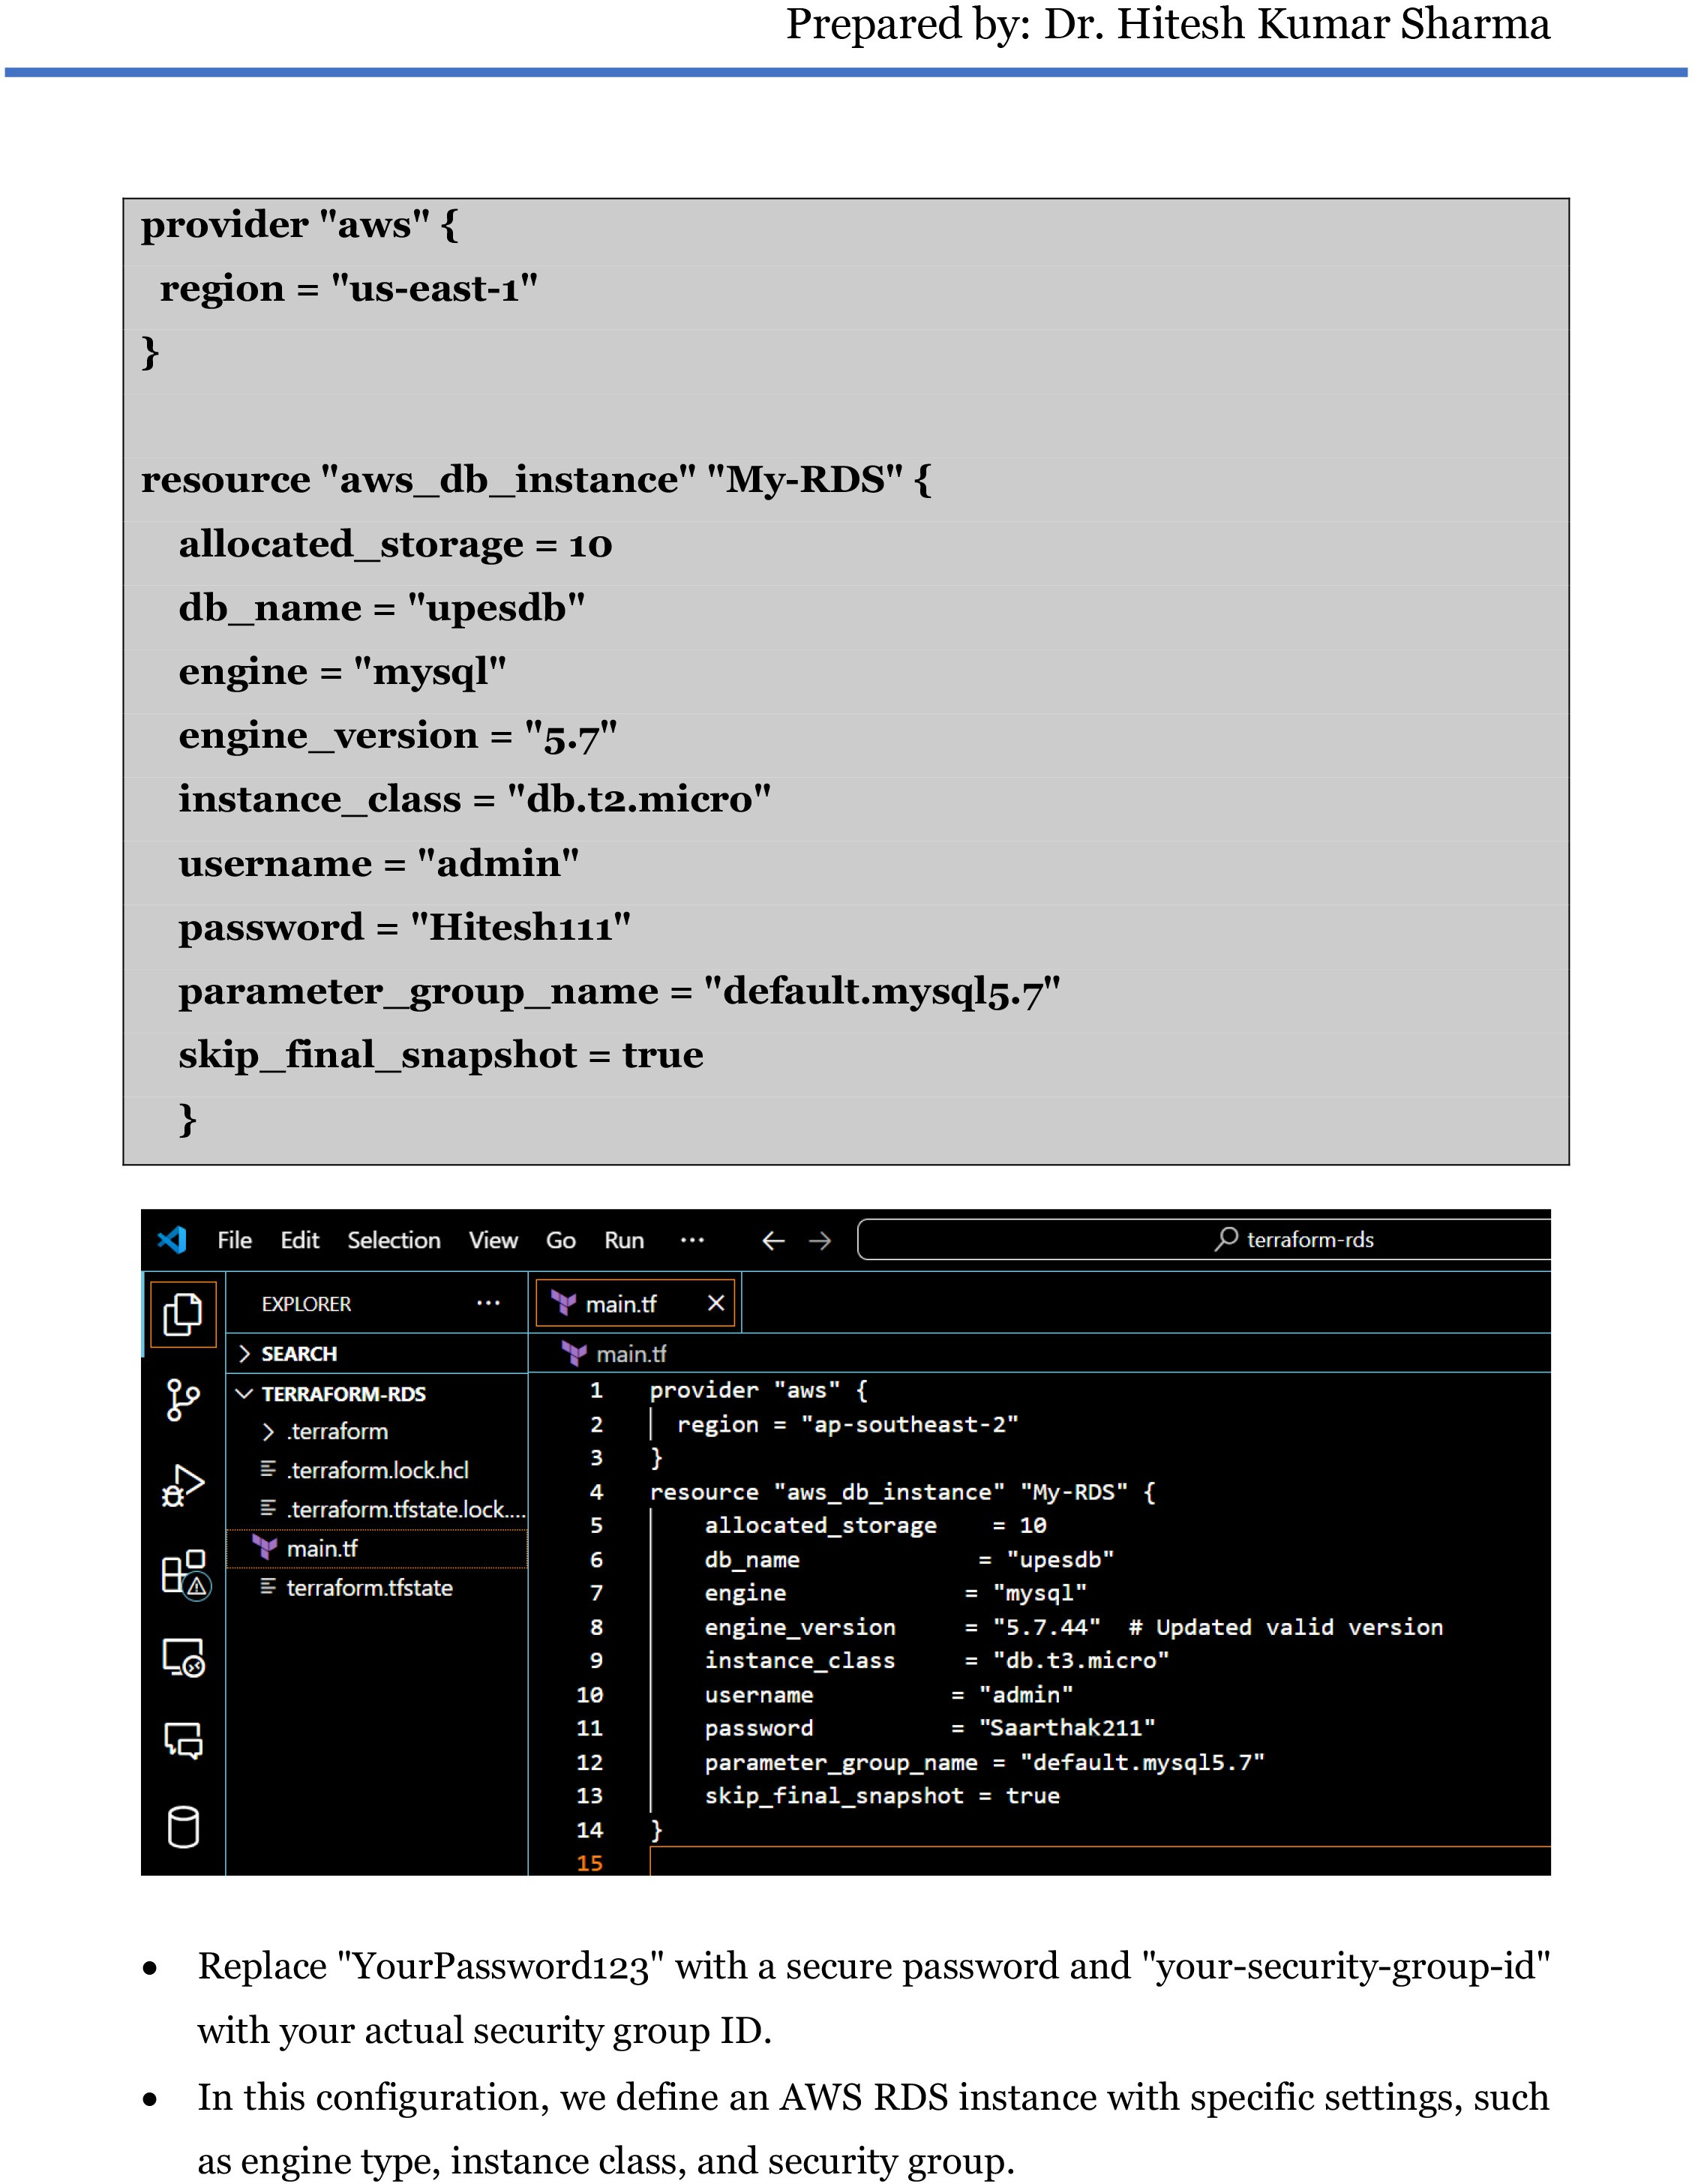 Prepared by: Dr. Hitesh Kumar Sharma
provider "aws" {
  region = "us-east-1"
}
resource "aws_db_instance" "My-RDS" {
    allocated_storage = 10
    db_name = "upesdb"
    engine = "mysql"
    engine_version = "5.7"
    instance_class = "db.t2.micro"
    username = "admin"
    password = "Hitesh111"
    parameter_group_name = "default.mysql5.7"
    skip_final_snapshot = true
    }
File Edit Selection View Go Run ··· ← → terraform-rds
EXPLORER ··· main.tf ×
> SEARCH
main.tf
TERRAFORM-RDS
> .terraform
.terraform.lock.hcl
.terraform.tfstate.lock....
main.tf
terraform.tfstate
1 provider "aws" {
2   region = "ap-southeast-2"
3 }
4 resource "aws_db_instance" "My-RDS" {
5     allocated_storage    = 10
6     db_name             = "upesdb"
7     engine             = "mysql"
8     engine_version     = "5.7.44"  # Updated valid version
9     instance_class     = "db.t3.micro"
10     username          = "admin"
11     password          = "Saarthak211"
12     parameter_group_name = "default.mysql5.7"
13     skip_final_snapshot = true
14 }
15
• Replace "YourPassword123" with a secure password and "your-security-group-id"
with your actual security group ID.
• In this configuration, we define an AWS RDS instance with specific settings, such
as engine type, instance class, and security group.